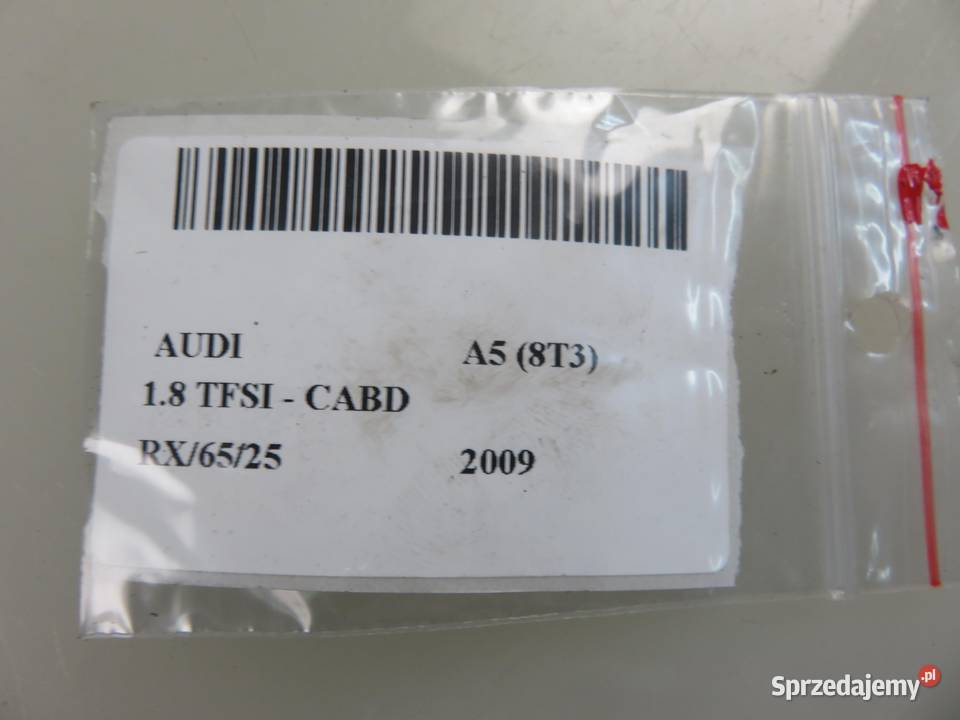 AUDI A5 (8T3)
1.8 TFSI - CABD
RX/65/25 2009
Sprzedajemy.pl